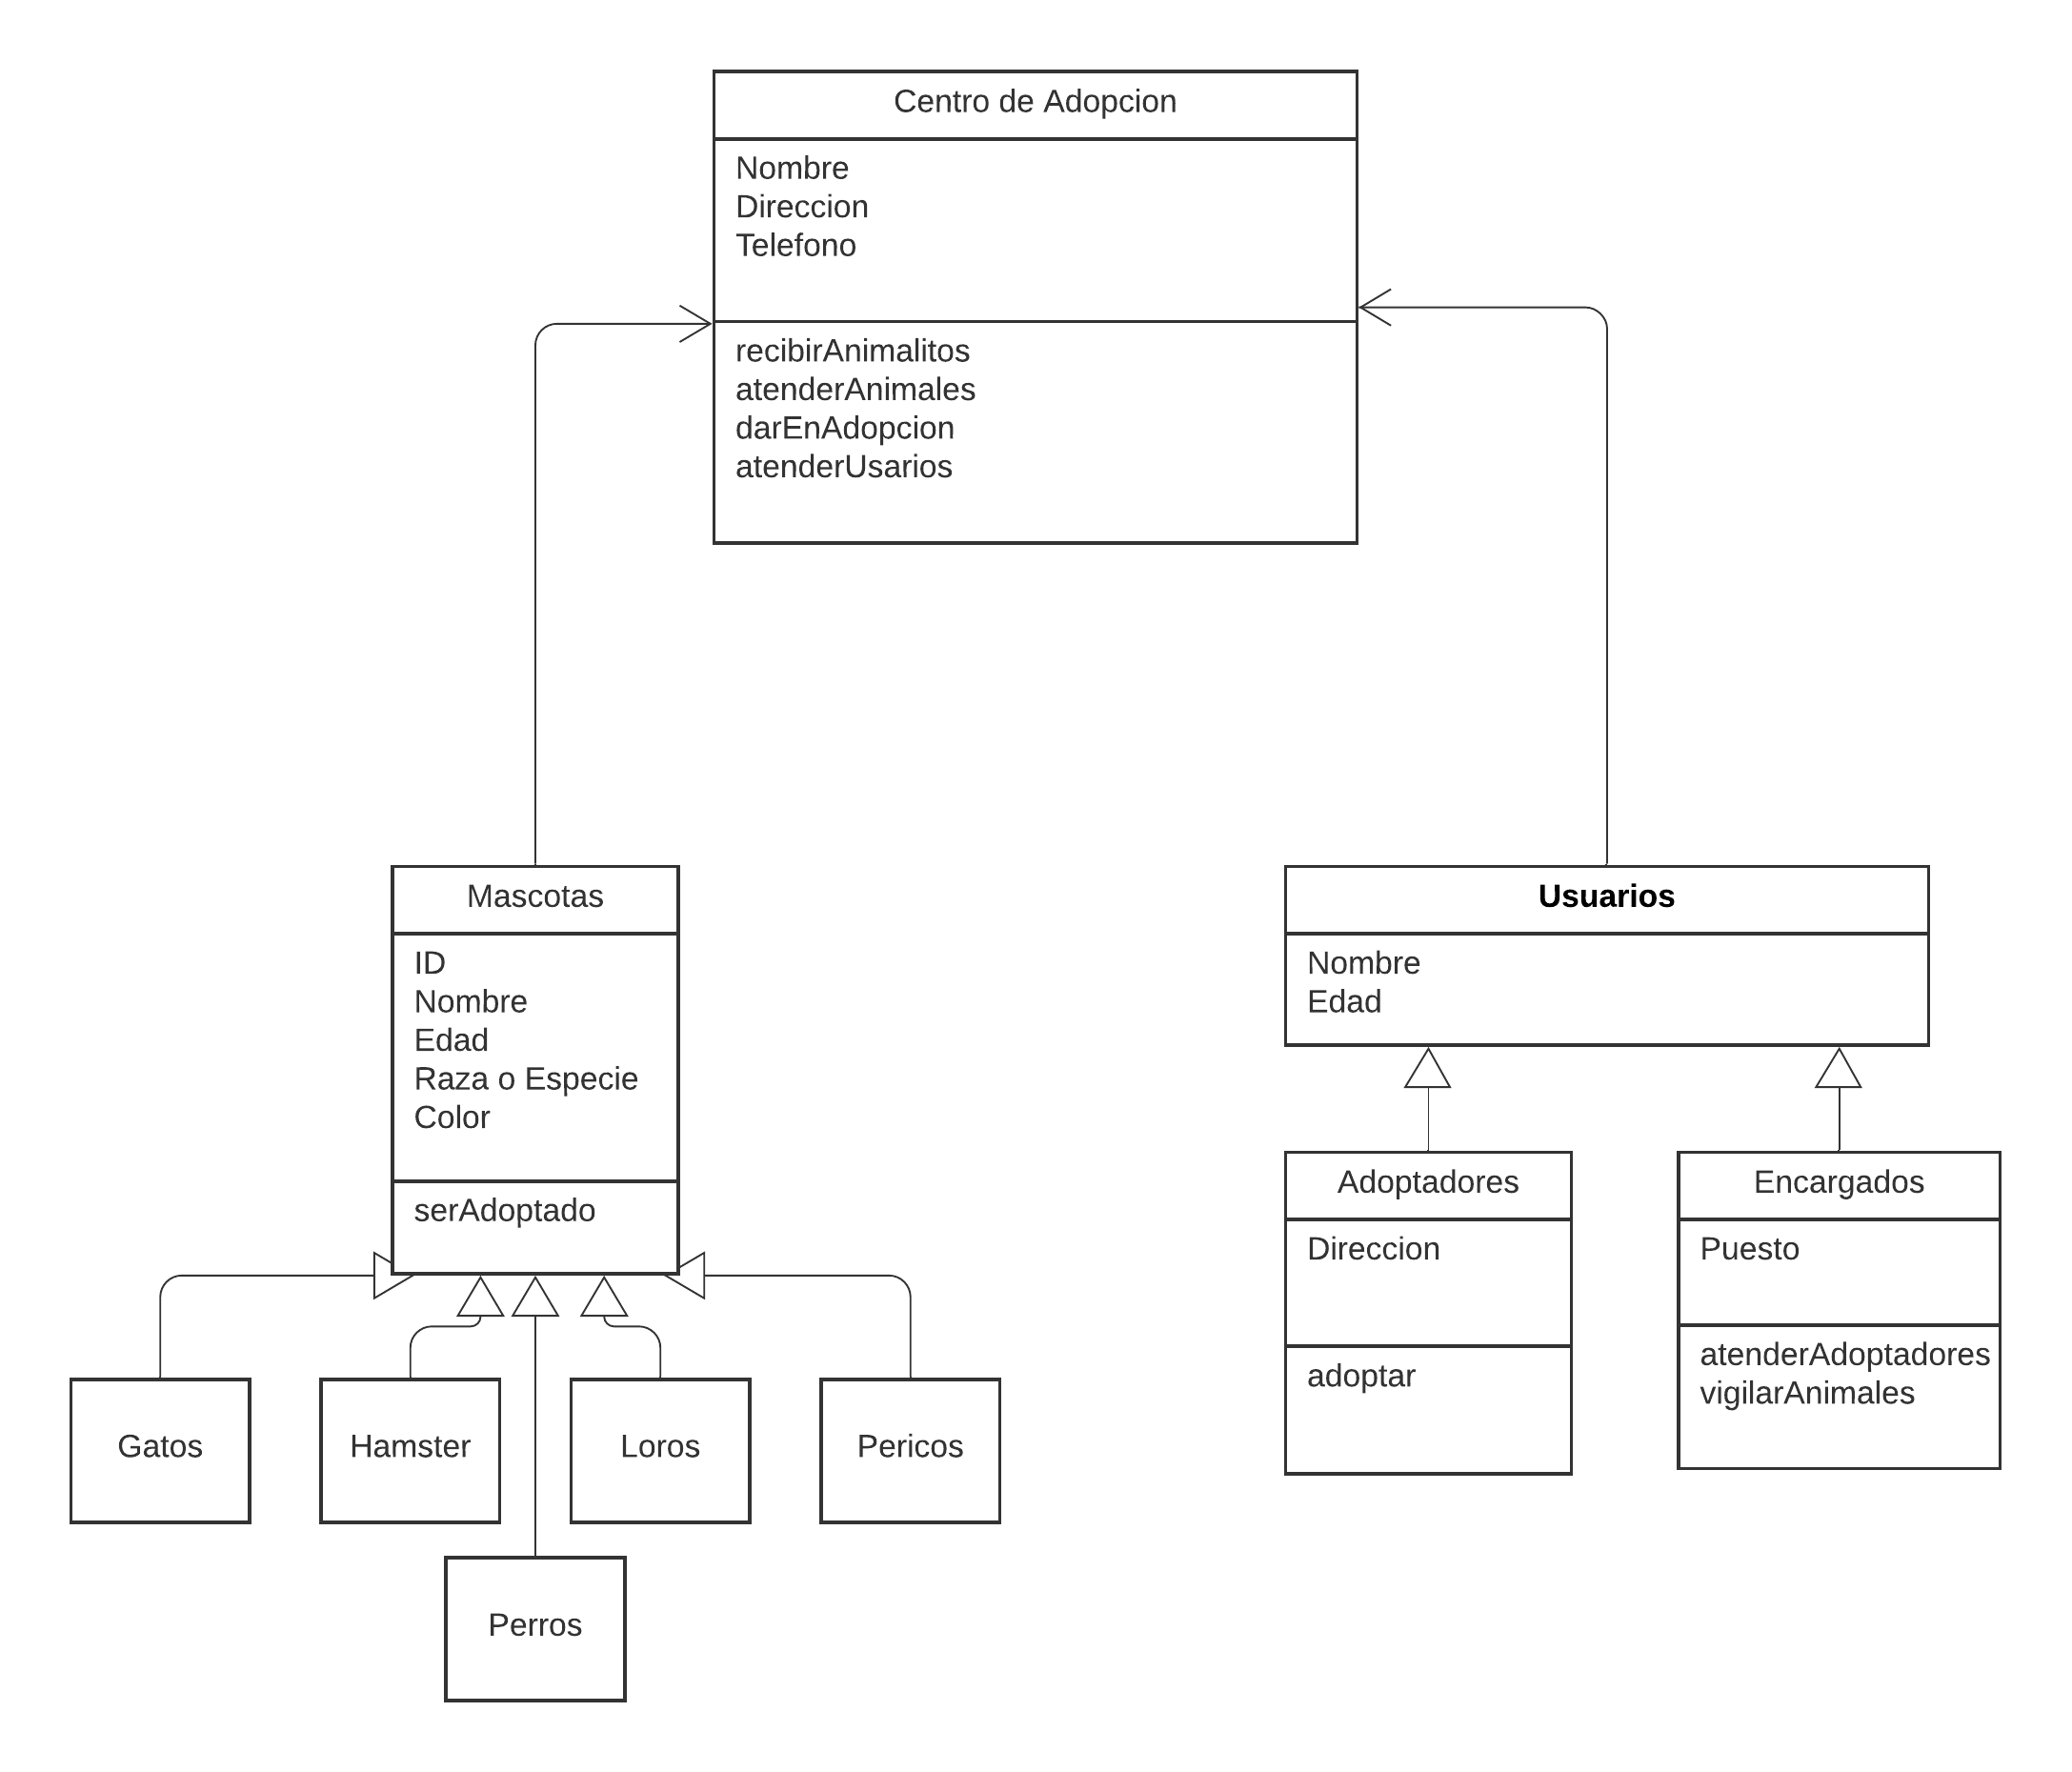 Centro de Adopcion
Nombre
Direccion
Telefono
recibirAnimalitos
atenderAnimales
darEnAdopcion
atenderUsarios
Mascotas
ID
Nombre
Edad
Raza o Especie
Color
serAdoptado
Usuarios
Nombre
Edad
Adoptadores
Direccion
adoptar
Encargados
Puesto
atenderAdoptadores
vigilarAnimales
Gatos
Hamster
Loros
Pericos
Perros